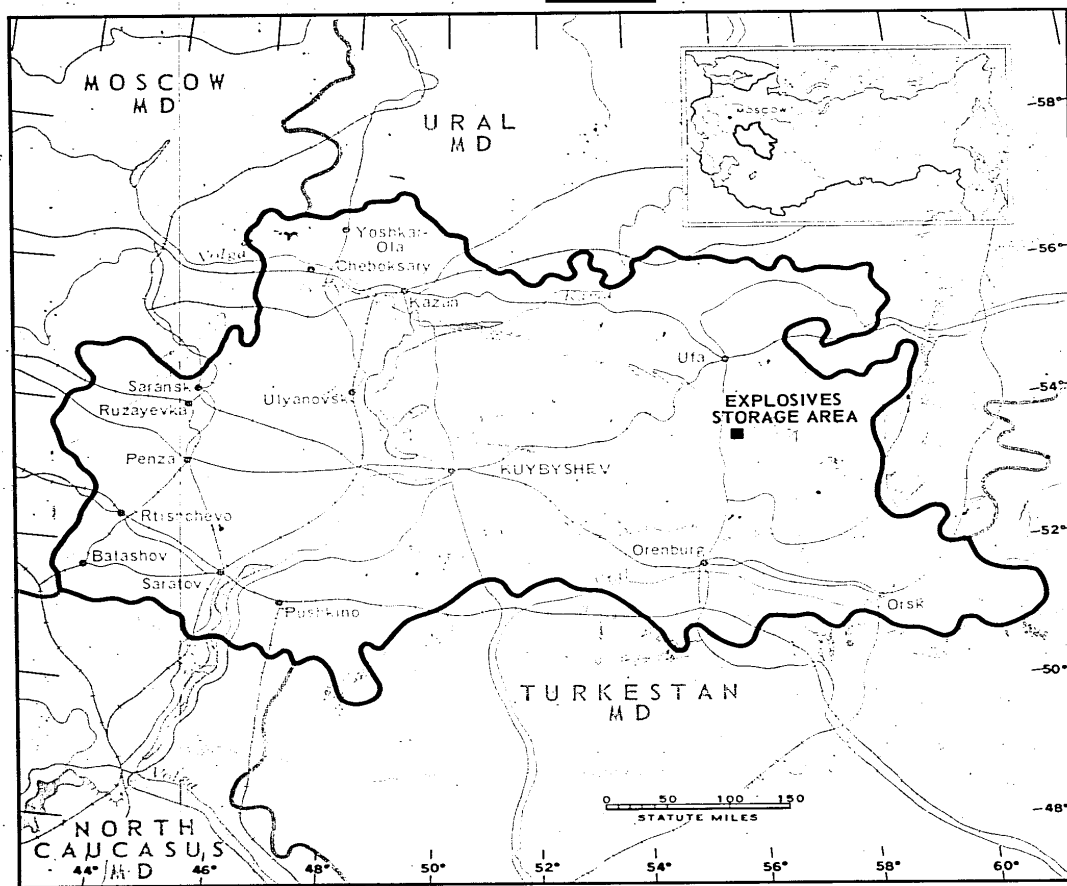 MOSCOW
MD
URAL
MD
MOSCOW
58°
56°
54°
52°
50°
48°
Volga
Yoshkar-
Ola
Cheboksary
Kazan
Kama
Ufa
Saransk
Ruzayevka
Ulyanovsk
EXPLOSIVES
STORAGE AREA
Penza
KUYBYSHEV
Rtishchevo
Balashov
Saratov
Pushkino
Orenburg
Orsk
TURKESTAN
MD
Volga
NORTH
CAUCASUS
MD
0 50 100 150
STATUTE MILES
44° 46° 48° 50° 52° 54° 56° 58° 60°